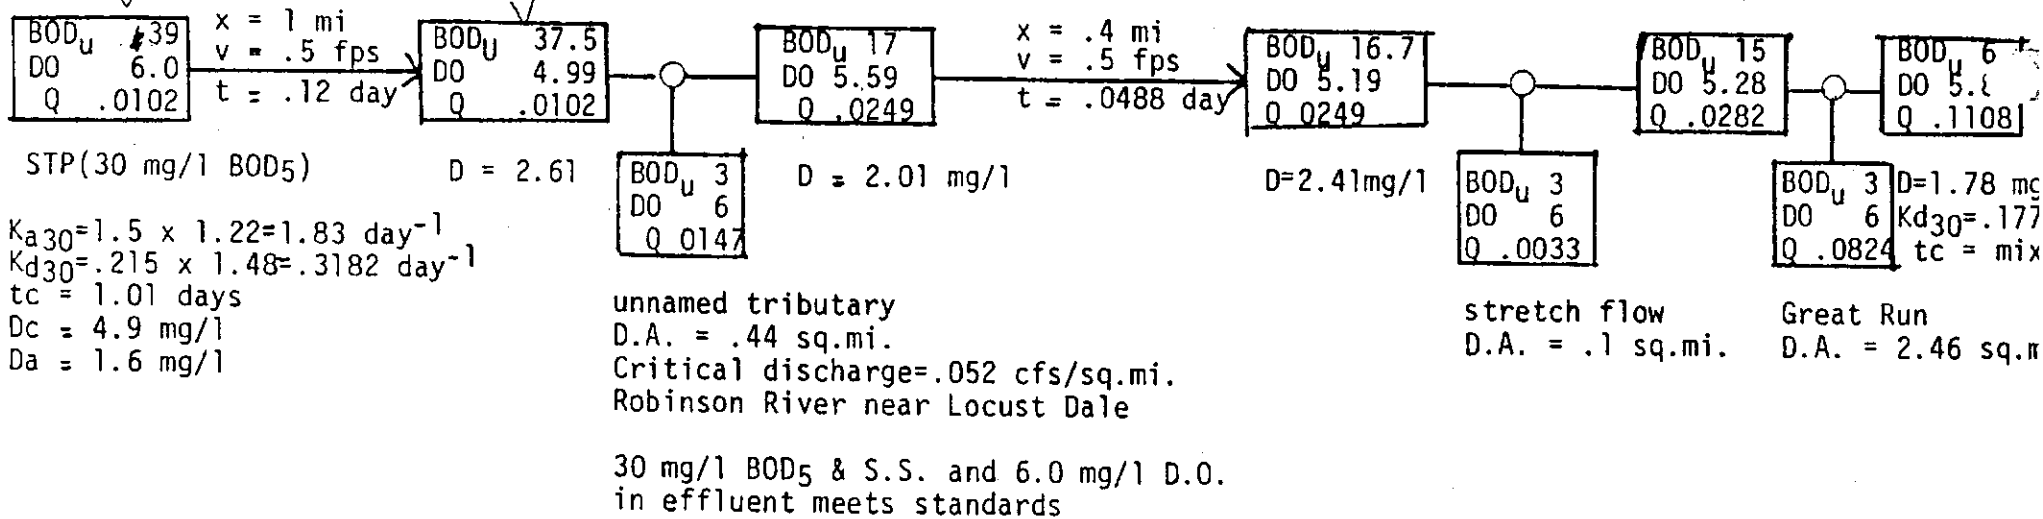 BODu 39
DO 6.0
Q .0102
x = 1 mi
v = .5 fps
t = .12 day
BODU 37.5
DO 4.99
Q .0102
BODu 17
DO 5.59
Q .0249
x = .4 mi
v = .5 fps
t = .0488 day
BODu 16.7
DO 5.19
Q 0249
BODu 15
DO 5.28
Q .0282
BODu 6
DO
Q .1108
STP(30 mg/l BOD5)
D = 2.61
BODu 3
DO 6
Q 0147
D = 2.01 mg/l
D=2.41mg/l
BODu 3
DO 6
Q .0033
BODu 3
DO 6
Q .0824
D=1.78
Kd30=.177
tc = mix
Ka30=1.5 x 1.22=1.83 day-1
Kd30=.215 x 1.48=.3182 day-1
tc = 1.01 days
Dc = 4.9 mg/l
Da = 1.6 mg/l
unnamed tributary
D.A. = .44 sq.mi.
Critical discharge=.052 cfs/sq.mi.
Robinson River near Locust Dale
stretch flow
D.A. = .1 sq.mi.
Great Run
D.A. = 2.46
30 mg/l BOD5 & S.S. and 6.0 mg/l D.O.
in effluent meets standards